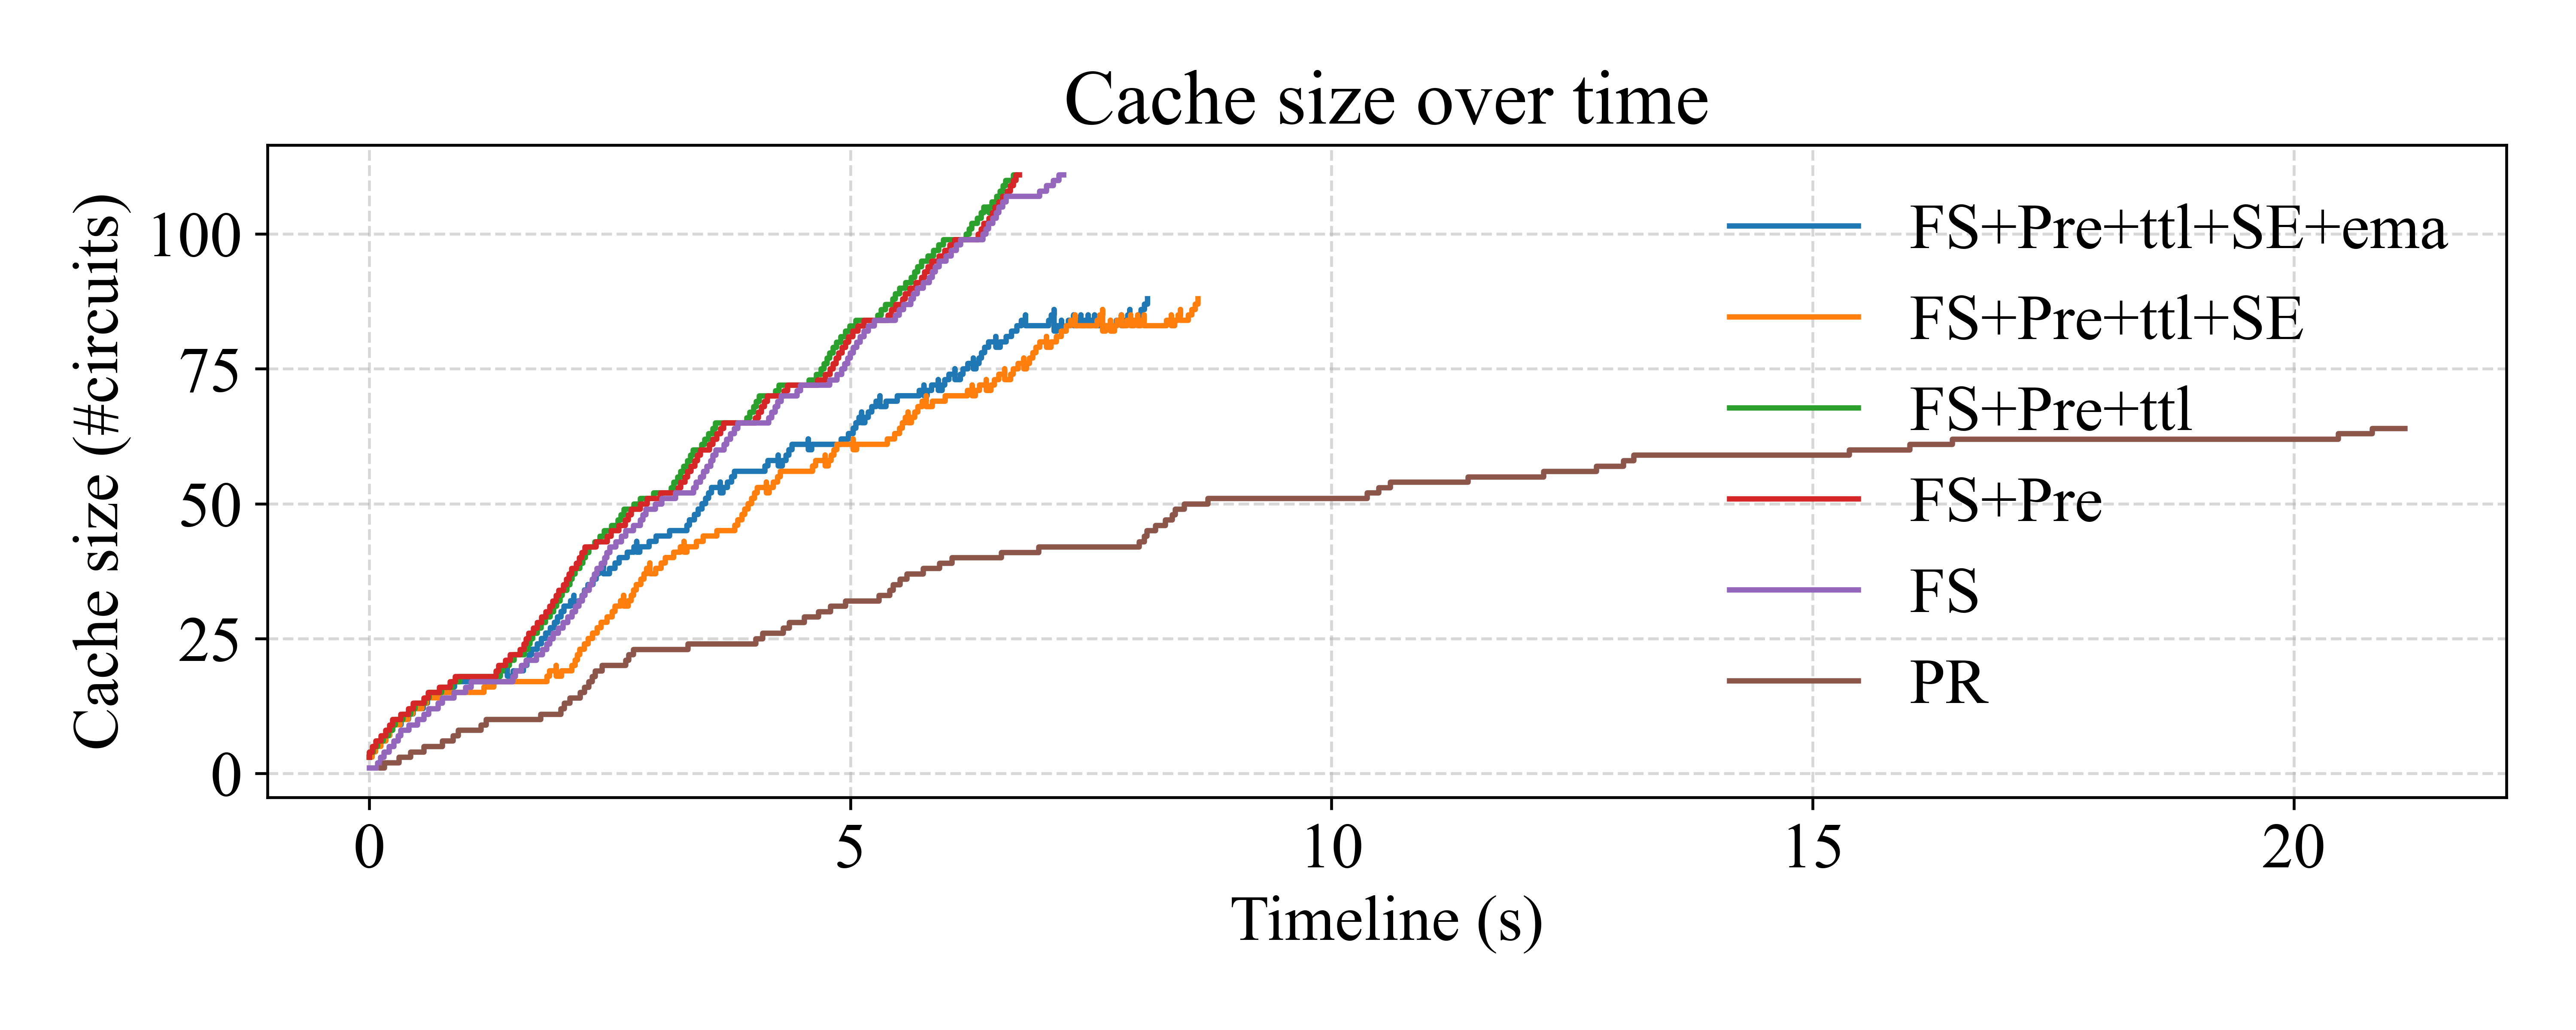 Cache size over time
Cache size (#circuits)
100
75
50
25
0
FS+Pre+ttl+SE+ema
FS+Pre+ttl+SE
FS+Pre+ttl
FS+Pre
FS
PR
0 5 10 15 20
Timeline (s)